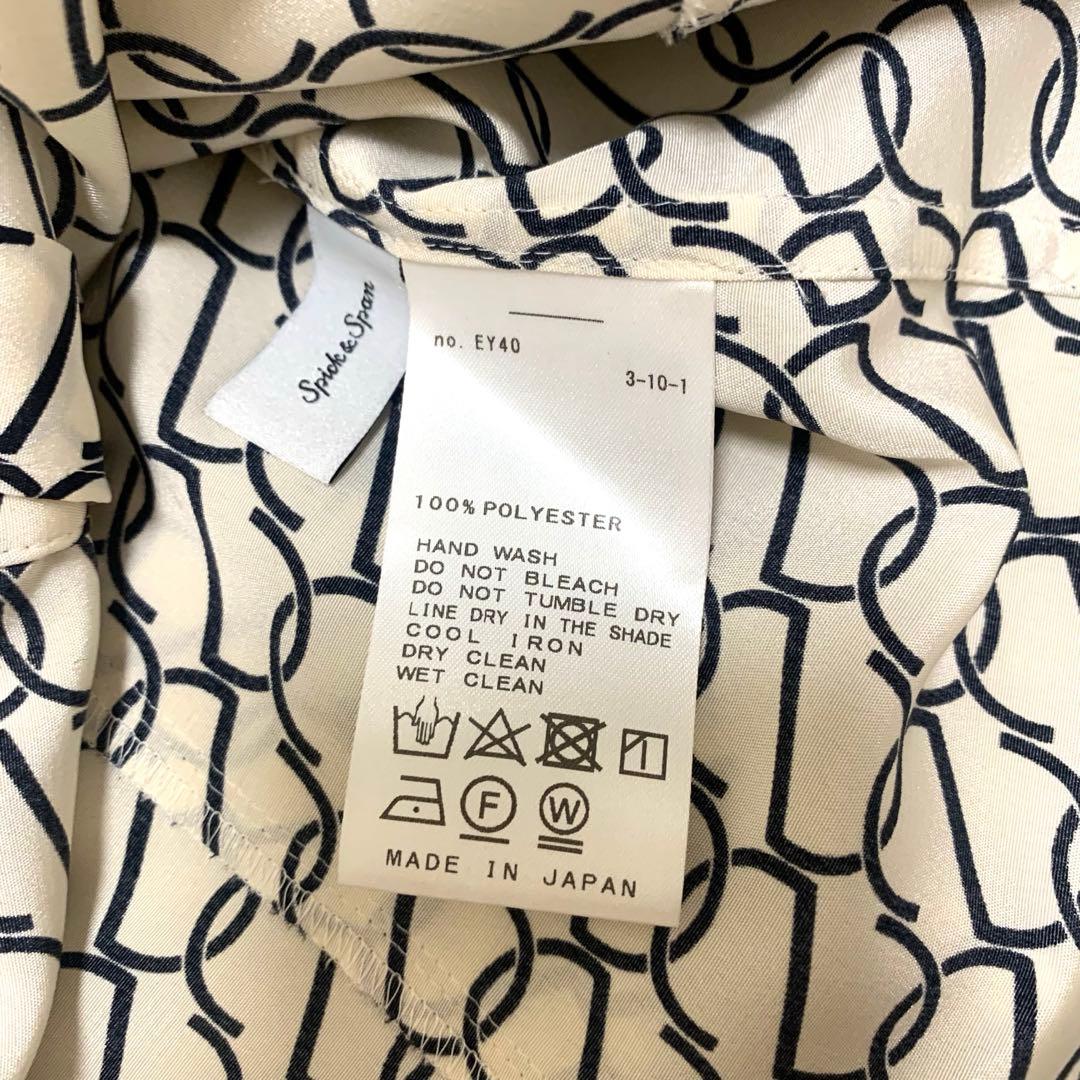 Spick & Span
no. EY40
3-10-1
100% POLYESTER
HAND WASH
DO NOT BLEACH
DO NOT TUMBLE DRY
LINE DRY IN THE SHADE
COOL IRON
DRY CLEAN
WET CLEAN
F W
MADE IN JAPAN